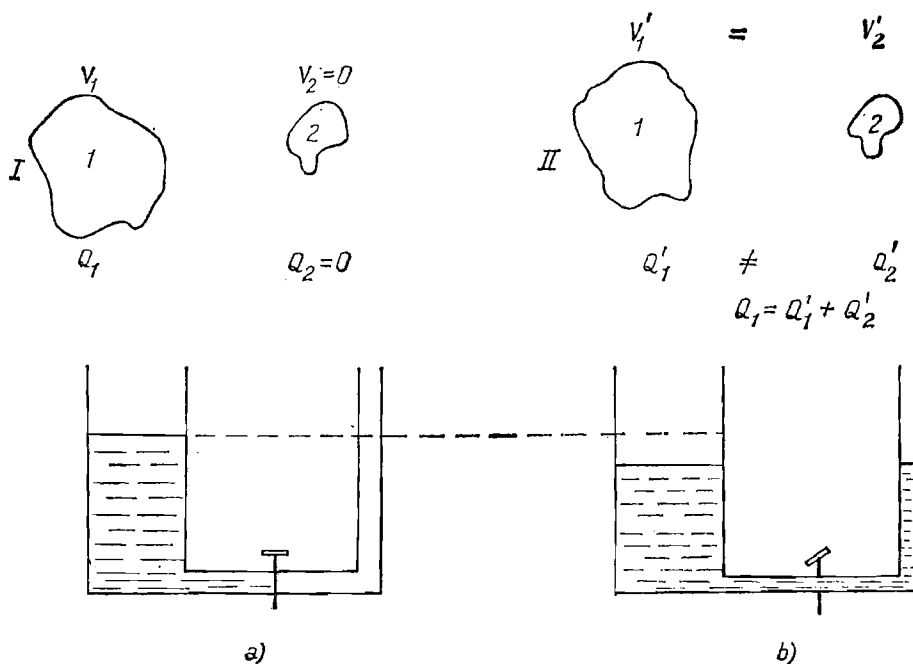 V₁ V₂=0 V₁' = V₂'
I 1 2 II 1 2
Q₁ Q₂=0 Q₁' ≠ Q₂'
Q₁=Q₁'+Q₂'
a) b)